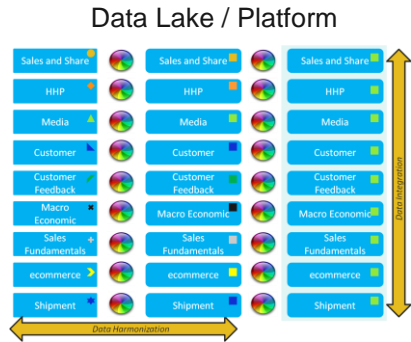 Data Lake / Platform
Sales and Share Sales and Share Sales and Share
HHP HHP HHP
Media Media Media
Customer Customer Customer
Customer Customer Customer
Feedback Feedback Feedback
Macro
Economic Macro Economic Macro Economic
Sales Sales Sales
Fundamentals Fundamentals Fundamentals
ecommerce ecommerce ecommerce
Shipment Shipment Shipment
Data Integration
Data Harmonization